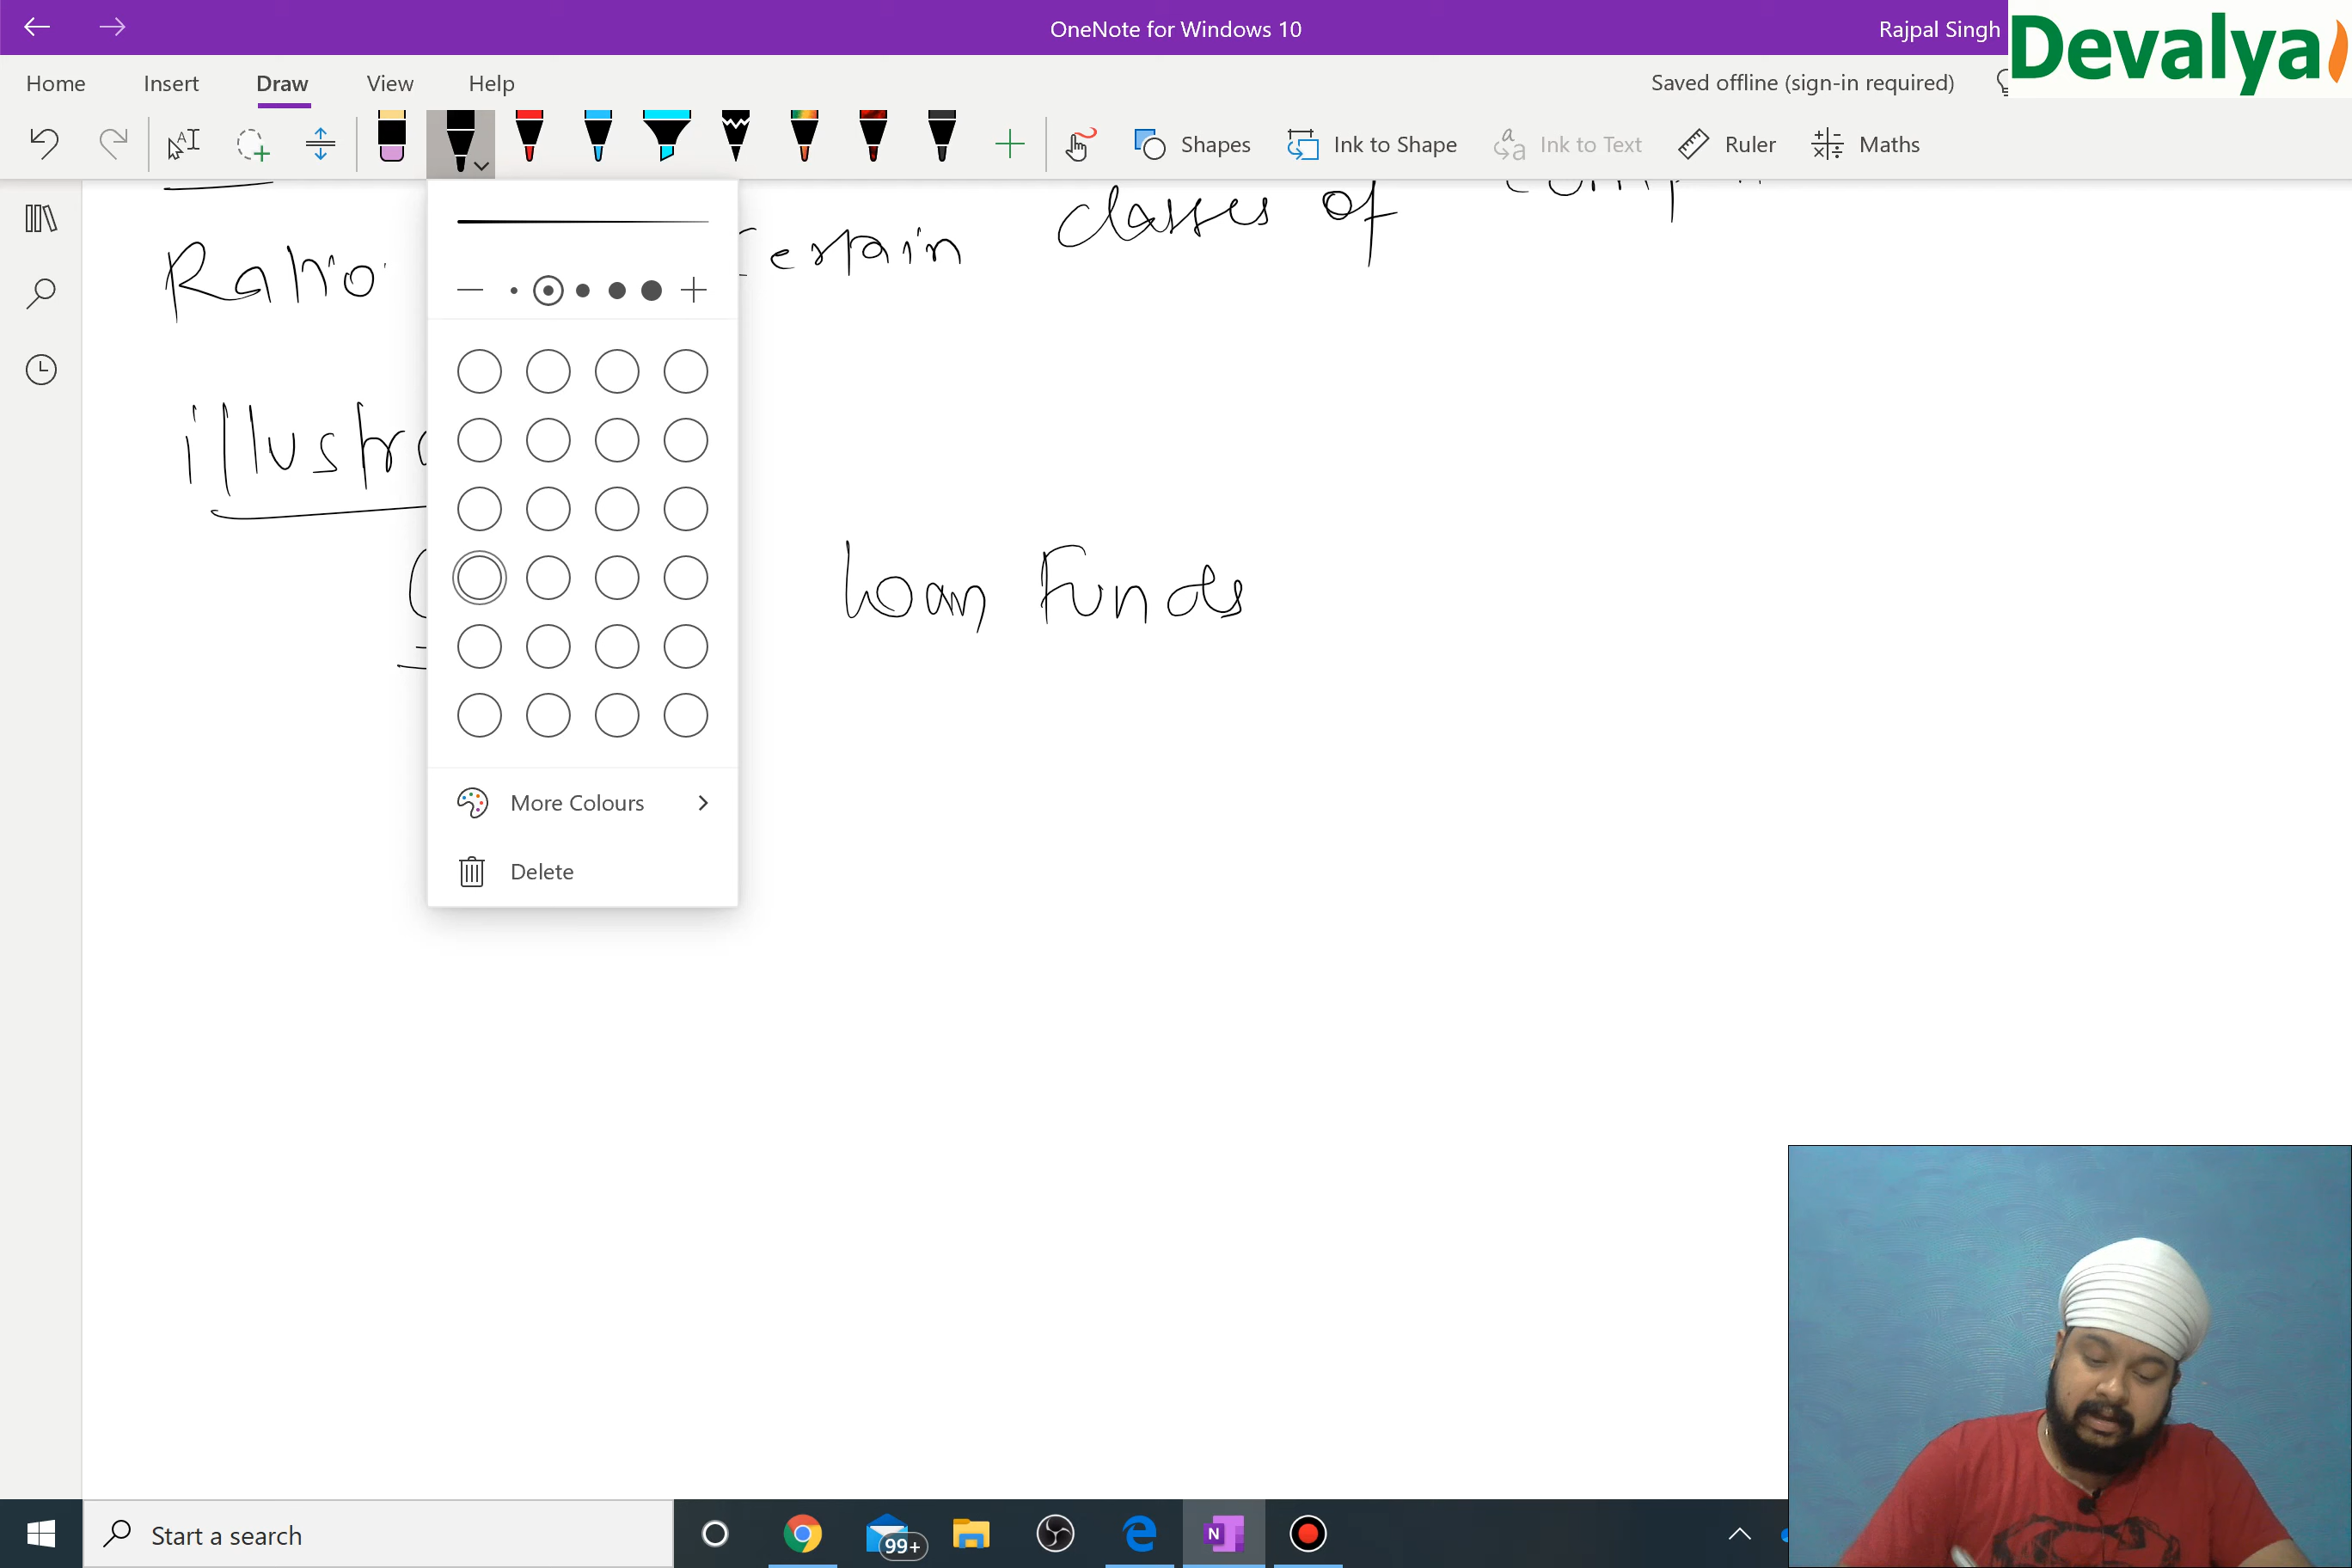 OneNote for Windows 10
Rajpal Singh
Devalya
Home Insert Draw View Help
Saved offline (sign-in required)
Shapes Ink to Shape Ink to Text Ruler Maths
classes of
Ratio
illustra
Loan Funds
More Colours
Delete
Start a search
99+